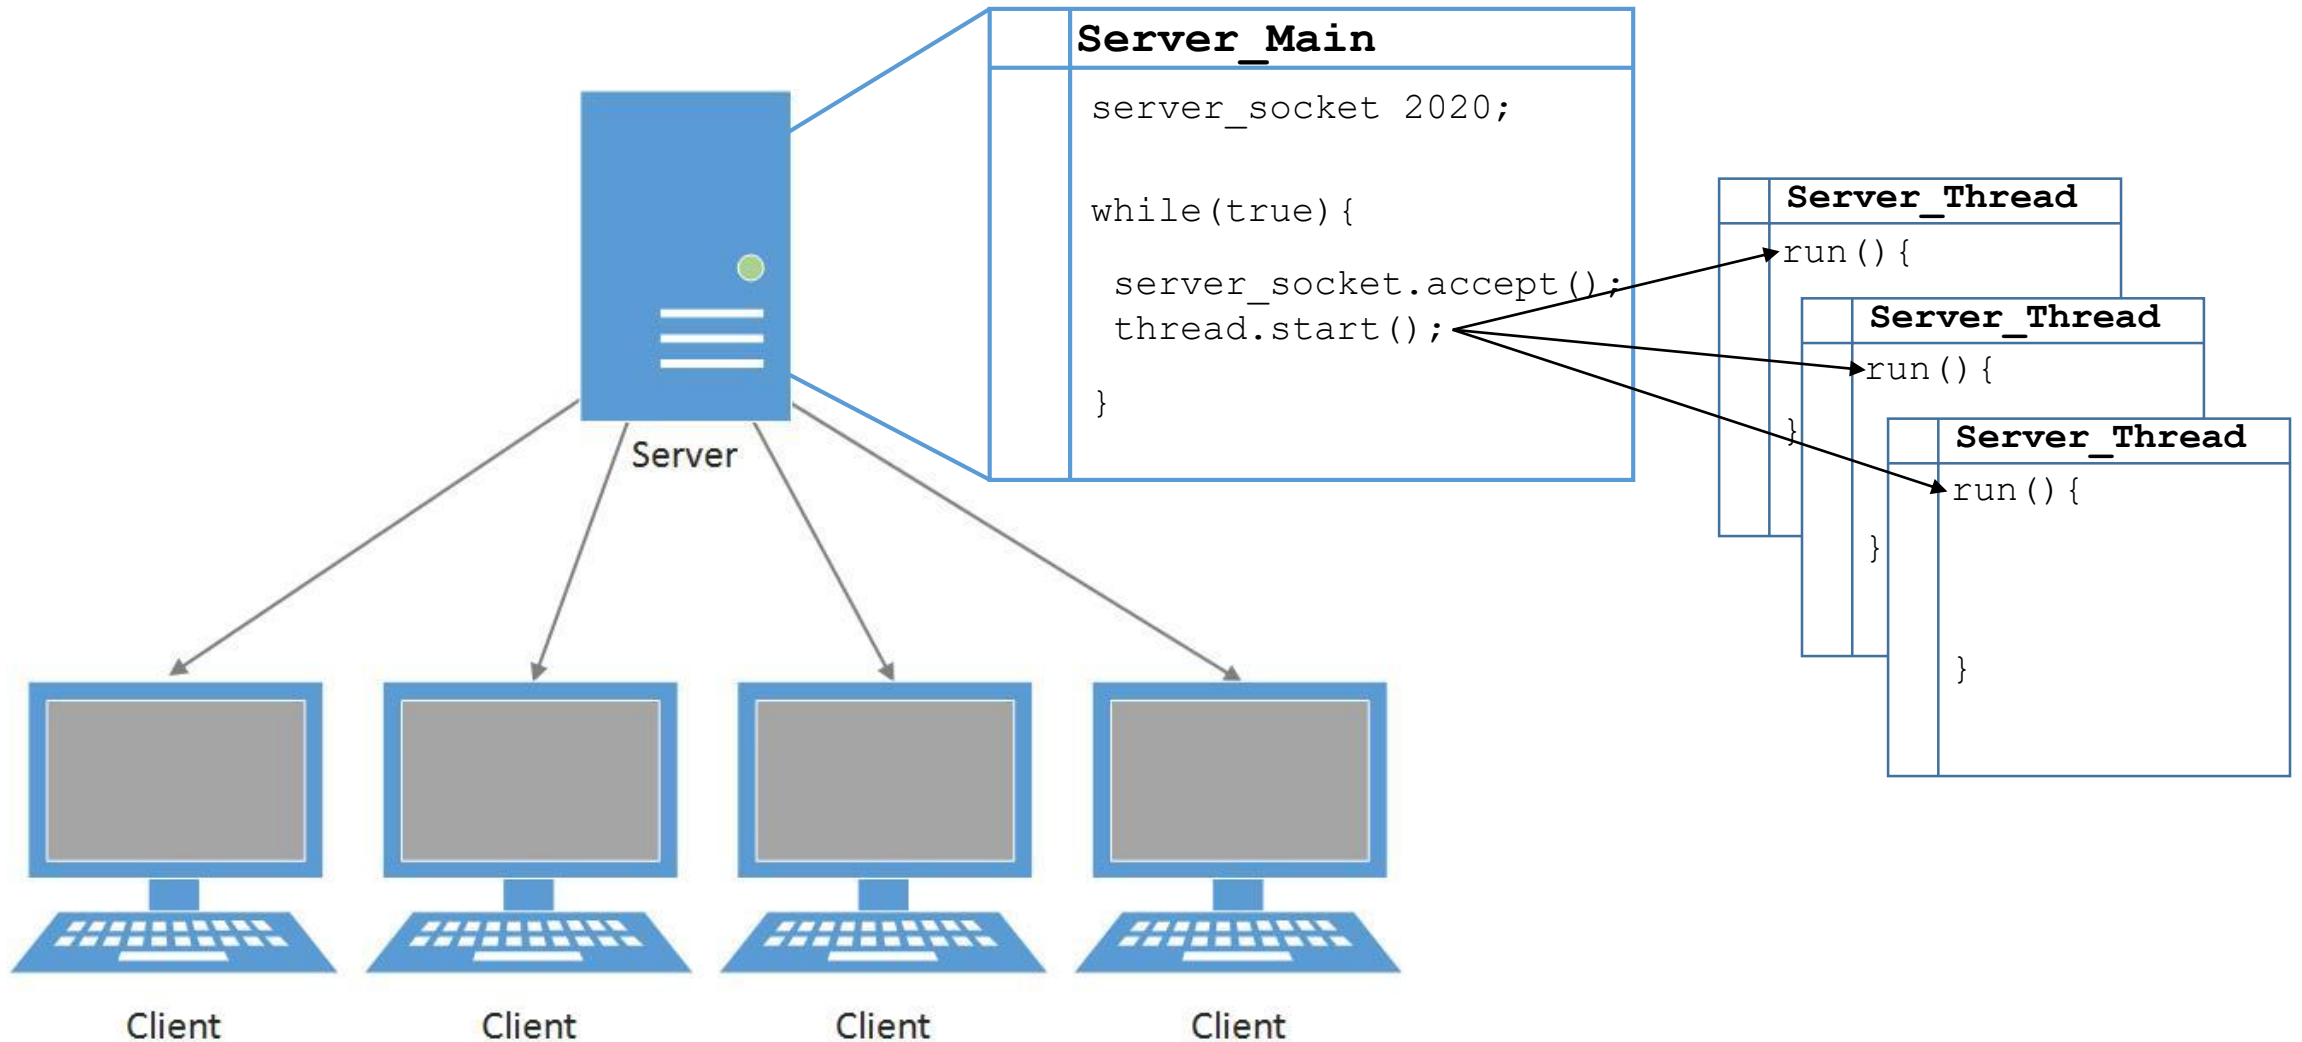 Server_Main
server_socket 2020;
while(true){
server_socket.accept();
thread.start();
}
Server_Thread
run(){
}
Server_Thread
run(){
}
Server_Thread
run(){
}
Server
Client
Client
Client
Client